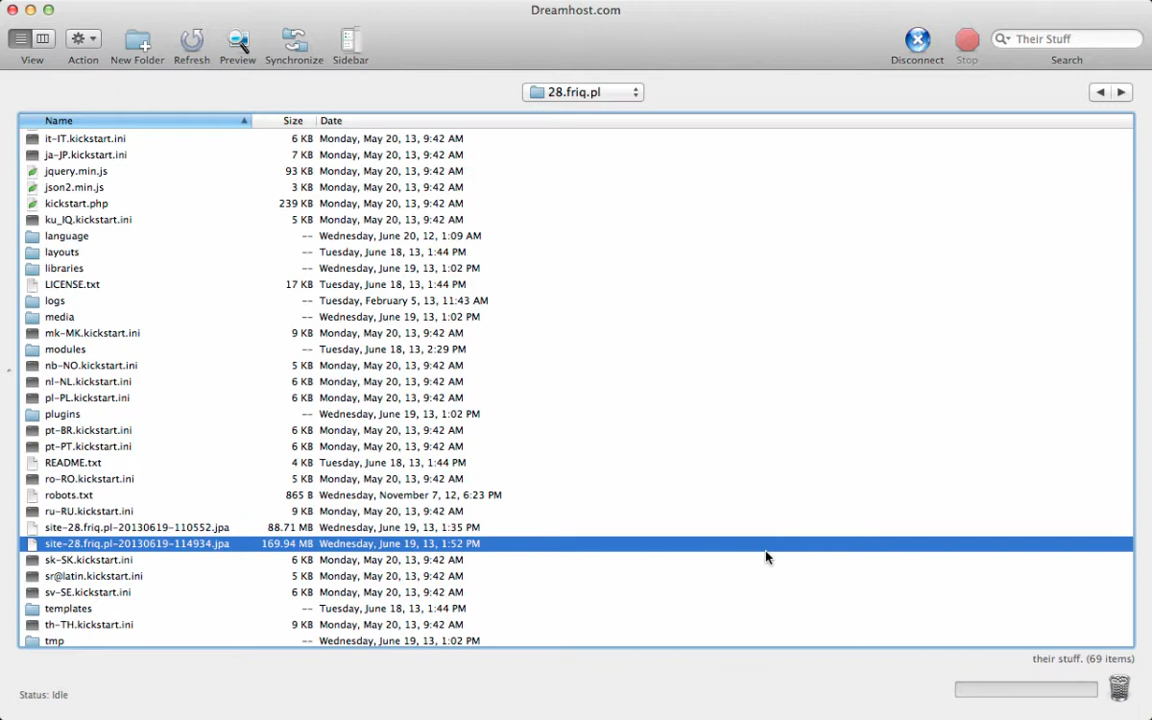 Dreamhost.com
View
Action
New Folder
Refresh
Preview
Synchronize
Sidebar
Disconnect
Stop
Their Stuff
Search
28.friq.pl
Name Size Date
it-IT.kickstart.ini 6 KB Monday, May 20, 13, 9:42 AM
ja-JP.kickstart.ini 7 KB Monday, May 20, 13, 9:42 AM
jquery.min.js 93 KB Monday, May 20, 13, 9:42 AM
json2.min.js 3 KB Monday, May 20, 13, 9:42 AM
kickstart.php 239 KB Monday, May 20, 13, 9:42 AM
ku_IQ.kickstart.ini 5 KB Monday, May 20, 13, 9:42 AM
language -- Wednesday, June 20, 12, 1:09 AM
layouts -- Tuesday, June 18, 13, 1:44 PM
libraries -- Wednesday, June 19, 13, 1:02 PM
LICENSE.txt 17 KB Tuesday, June 18, 13, 1:44 PM
logs -- Tuesday, February 5, 13, 11:43 AM
media -- Wednesday, June 19, 13, 1:02 PM
mk-MK.kickstart.ini 9 KB Monday, May 20, 13, 9:42 AM
modules -- Tuesday, June 18, 13, 2:29 PM
nb-NO.kickstart.ini 5 KB Monday, May 20, 13, 9:42 AM
nl-NL.kickstart.ini 6 KB Monday, May 20, 13, 9:42 AM
pl-PL.kickstart.ini 6 KB Monday, May 20, 13, 9:42 AM
plugins -- Wednesday, June 19, 13, 1:02 PM
pt-BR.kickstart.ini 6 KB Monday, May 20, 13, 9:42 AM
pt-PT.kickstart.ini 6 KB Monday, May 20, 13, 9:42 AM
README.txt 4 KB Tuesday, June 18, 13, 1:44 PM
ro-RO.kickstart.ini 5 KB Monday, May 20, 13, 9:42 AM
robots.txt 865 B Wednesday, November 7, 12, 6:23 PM
ru-RU.kickstart.ini 9 KB Monday, May 20, 13, 9:42 AM
site-28.friq.pl-20130619-110552.jpa 88.71 MB Wednesday, June 19, 13, 1:35 PM
site-28.friq.pl-20130619-114934.jpa 169.94 MB Wednesday, June 19, 13, 1:52 PM
sk-SK.kickstart.ini 6 KB Monday, May 20, 13, 9:42 AM
sr@latin.kickstart.ini 5 KB Monday, May 20, 13, 9:42 AM
sv-SE.kickstart.ini 6 KB Monday, May 20, 13, 9:42 AM
templates -- Tuesday, June 18, 13, 1:44 PM
th-TH.kickstart.ini 9 KB Monday, May 20, 13, 9:42 AM
tmp -- Wednesday, June 19, 13, 1:02 PM
their stuff. (69 items)
Status: Idle